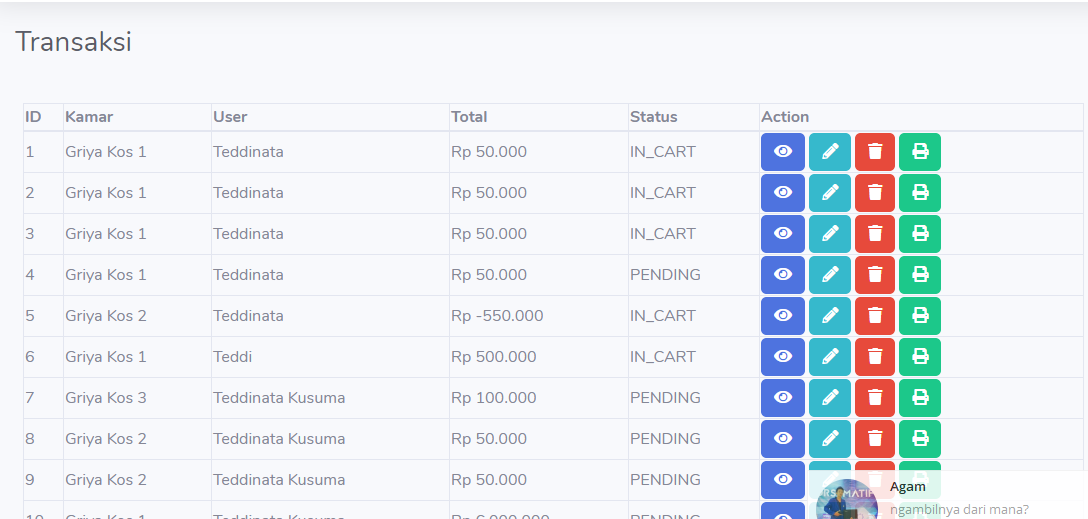 Transaksi
ID Kamar User Total Status Action
1 Griya Kos 1 Teddinata Rp 50.000 IN_CART
2 Griya Kos 1 Teddinata Rp 50.000 IN_CART
3 Griya Kos 1 Teddinata Rp 50.000 IN_CART
4 Griya Kos 1 Teddinata Rp 50.000 PENDING
5 Griya Kos 2 Teddinata Rp -550.000 IN_CART
6 Griya Kos 1 Teddi Rp 500.000 IN_CART
7 Griya Kos 3 Teddinata Kusuma Rp 100.000 PENDING
8 Griya Kos 2 Teddinata Kusuma Rp 50.000 PENDING
9 Griya Kos 2 Teddinata Kusuma Rp 50.000 PENDING
Agam
ngambilnya dari mana?
10 Griya Kos 1 Teddinata Kusuma PENDING